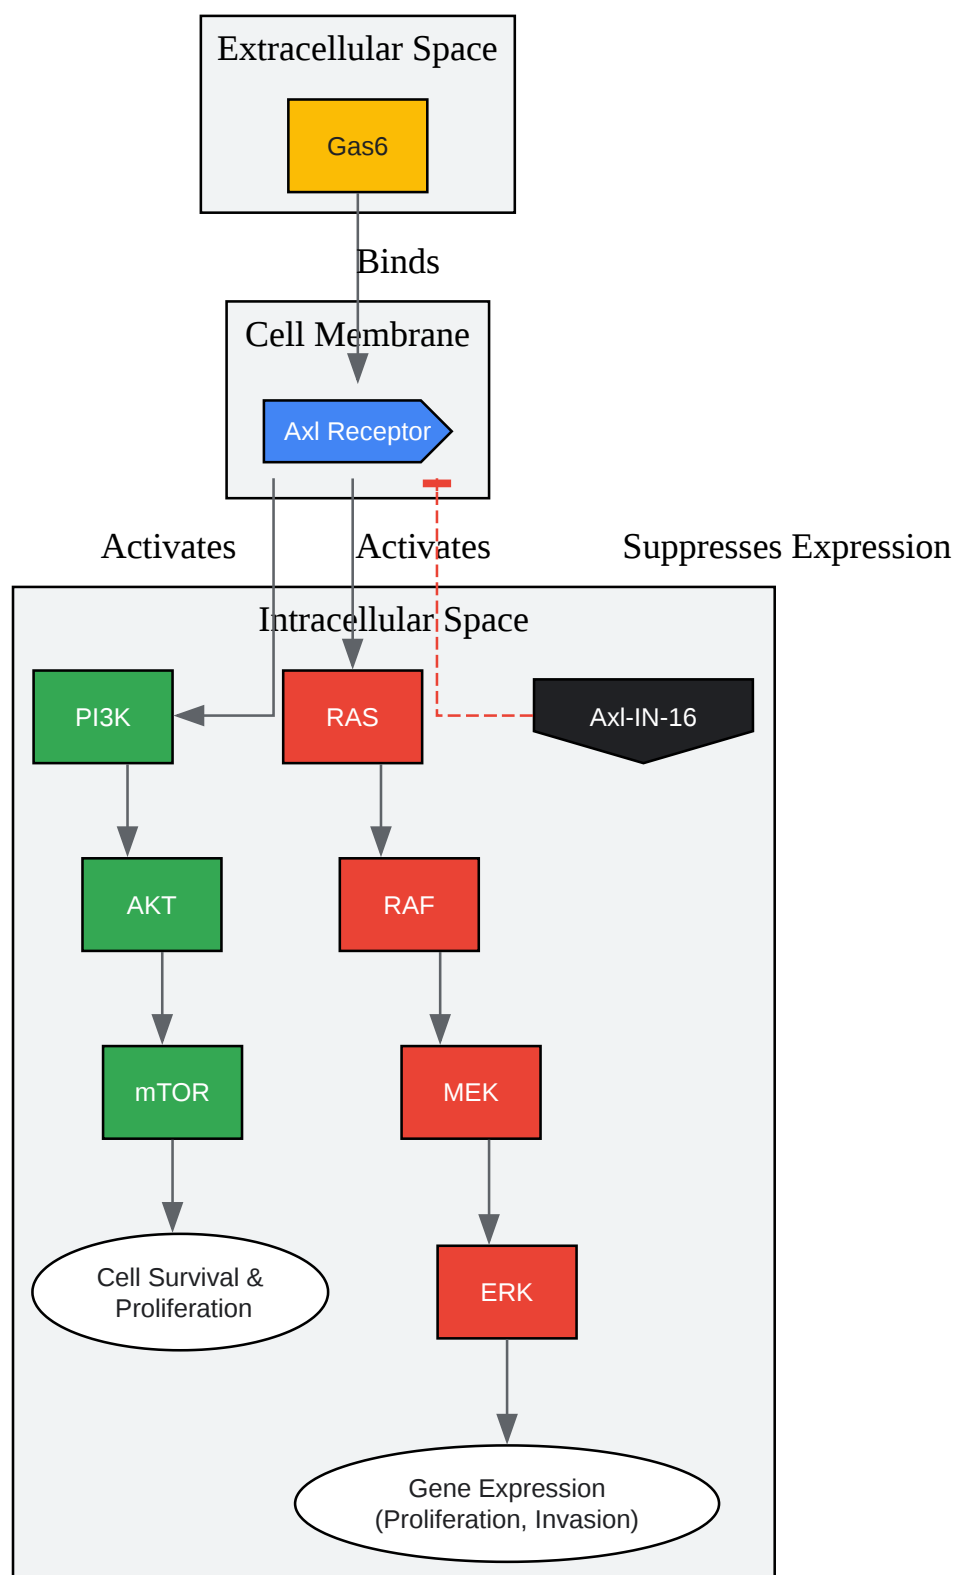 Extracellular Space
Gas6
Binds
Cell Membrane
Axl Receptor
Activates
Activates
Suppresses Expression
Intracellular Space
PI3K
RAS
Axl-IN-16
AKT
RAF
mTOR
MEK
Cell Survival &
Proliferation
ERK
Gene Expression
(Proliferation, Invasion)